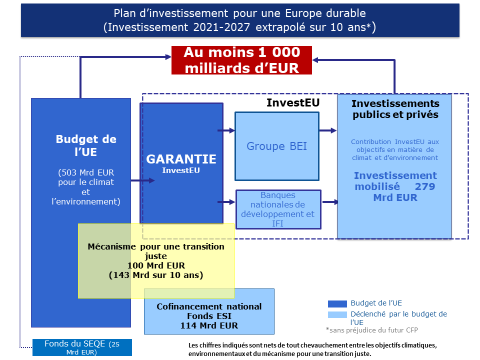 Plan d’investissement pour une Europe durable
(Investissement 2021-2027 extrapolé sur 10 ans*)
Au moins 1 000
milliards d’EUR
InvestEU
Budget de
l’UE
(503 Mrd EUR
pour le climat
et
l’environnement)
GARANTIE
InvestEU
Groupe BEI
Banques
nationales de
développement et
IFI
Investissements
publics et privés
Contribution InvestEU aux
objectifs en matière de
climat et d'environnement
Investissement
mobilisé 279
Mrd EUR
Mécanisme pour une transition
juste
100 Mrd EUR
(143 Mrd sur 10 ans)
Cofinancement national
Fonds ESI
114 Mrd EUR
Budget de l’UE
Déclenché par le budget de
l’UE
*sans préjudice du futur CFP
Fonds du SEQE (25
Mrd EUR)
Les chiffres indiqués sont nets de tout chevauchement entre les objectifs climatiques,
environnementaux et du mécanisme pour une transition juste.